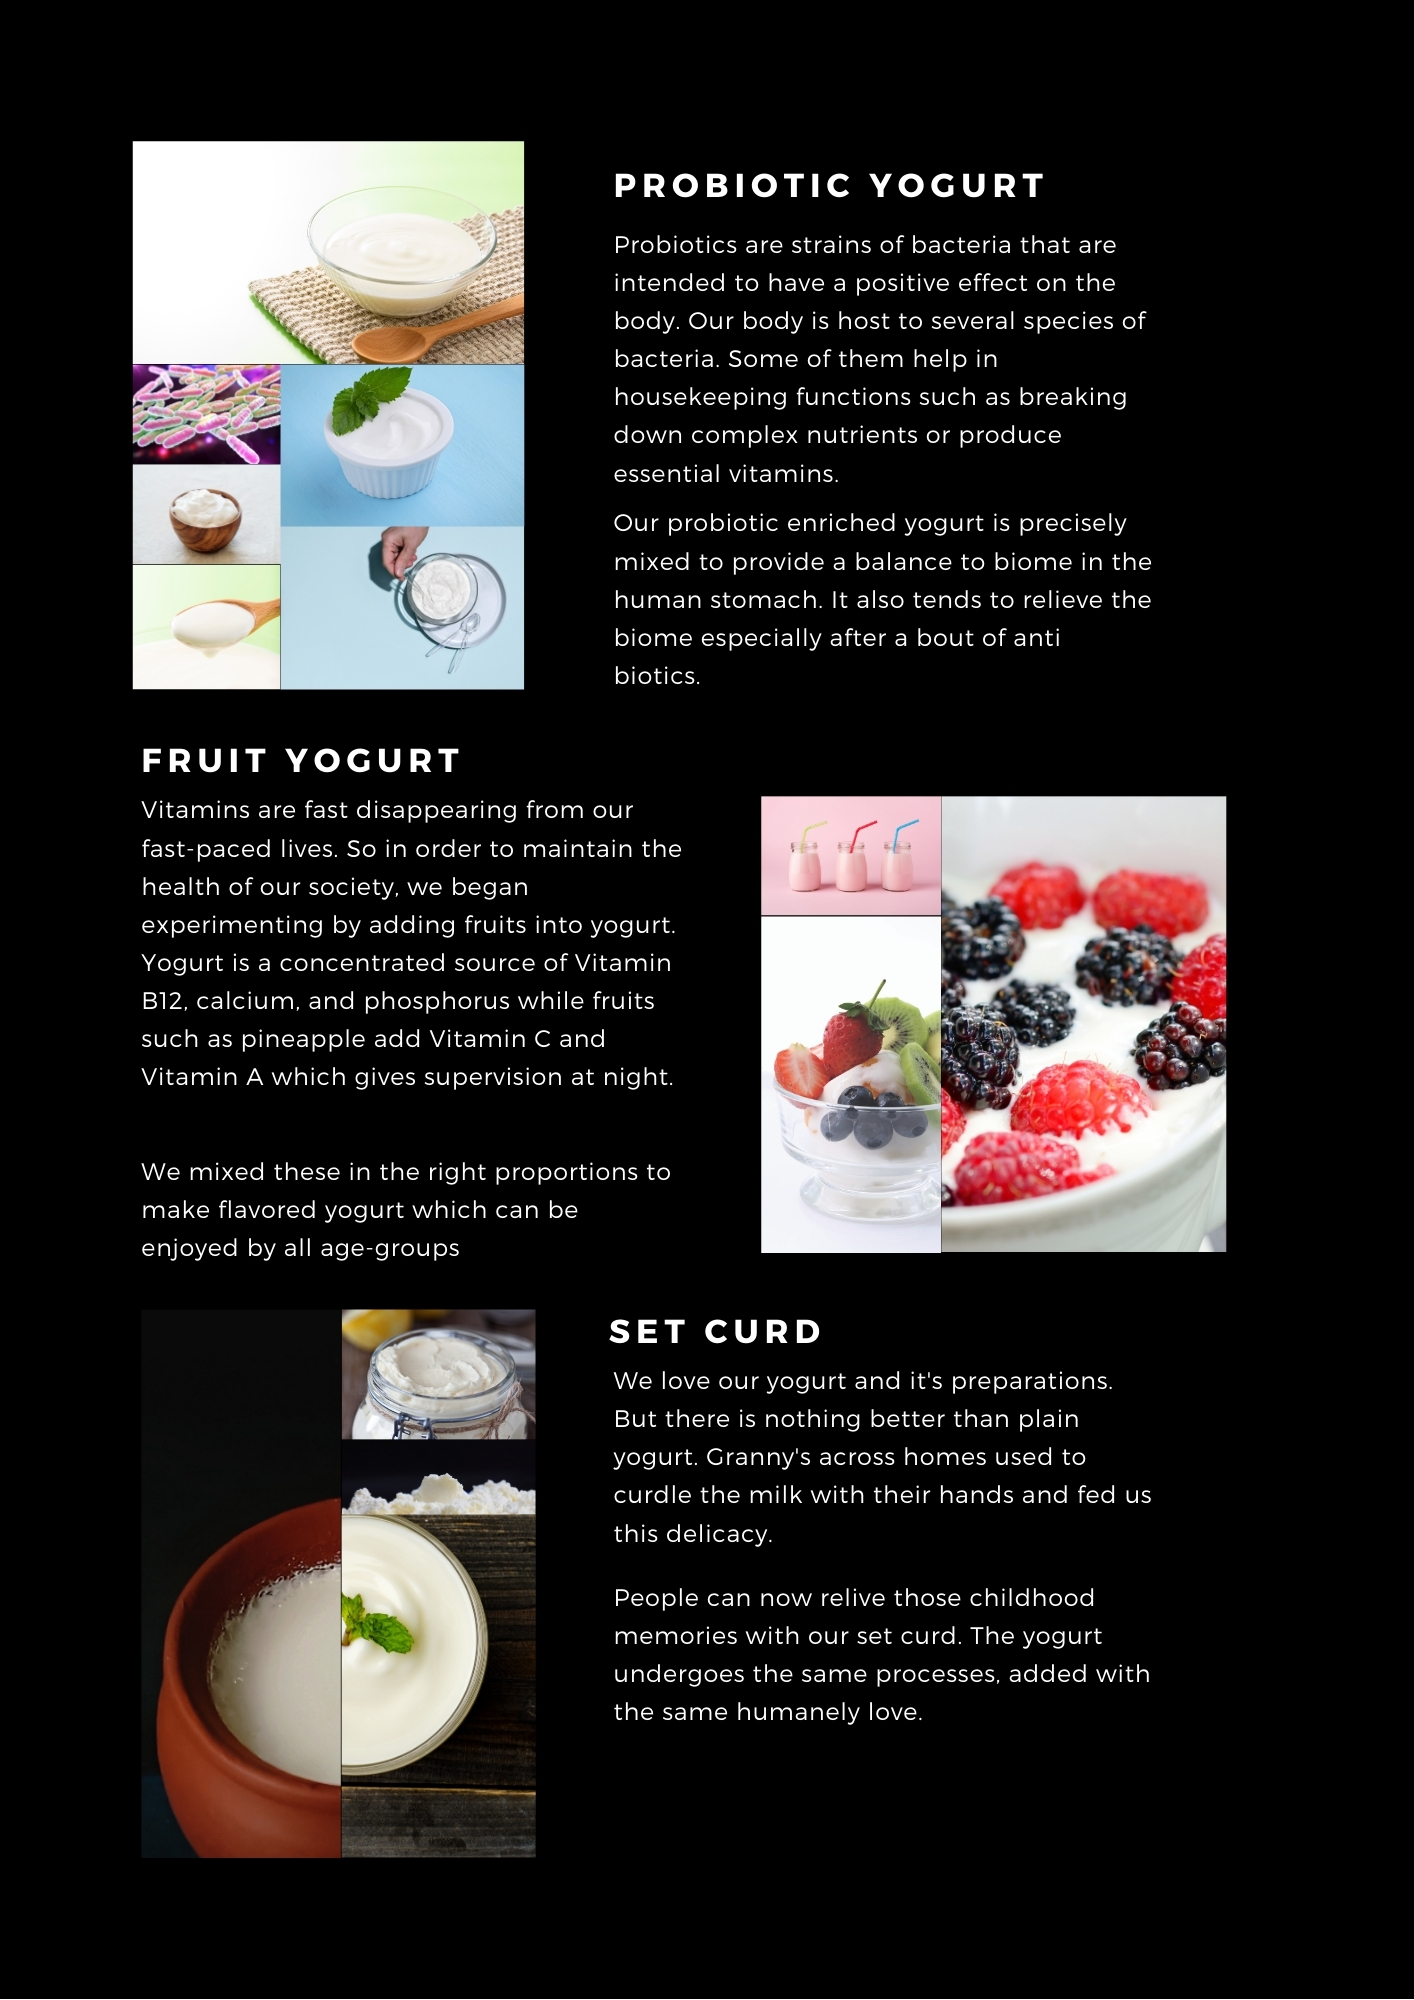 PROBIOTIC YOGURT
Probiotics are strains of bacteria that are
intended to have a positive effect on the
body. Our body is host to several species of
bacteria. Some of them help in
housekeeping functions such as breaking
down complex nutrients or produce
essential vitamins.
Our probiotic enriched yogurt is precisely
mixed to provide a balance to biome in the
human stomach. It also tends to relieve the
biome especially after a bout of anti
biotics.
FRUIT YOGURT
Vitamins are fast disappearing from our
fast-paced lives. So in order to maintain the
health of our society, we began
experimenting by adding fruits into yogurt.
Yogurt is a concentrated source of Vitamin
B12, calcium, and phosphorus while fruits
such as pineapple add Vitamin C and
Vitamin A which gives supervision at night.
We mixed these in the right proportions to
make flavored yogurt which can be
enjoyed by all age-groups
SET CURD
We love our yogurt and it's preparations.
But there is nothing better than plain
yogurt. Granny's across homes used to
curdle the milk with their hands and fed us
this delicacy.
People can now relive those childhood
memories with our set curd. The yogurt
undergoes the same processes, added with
the same humanely love.